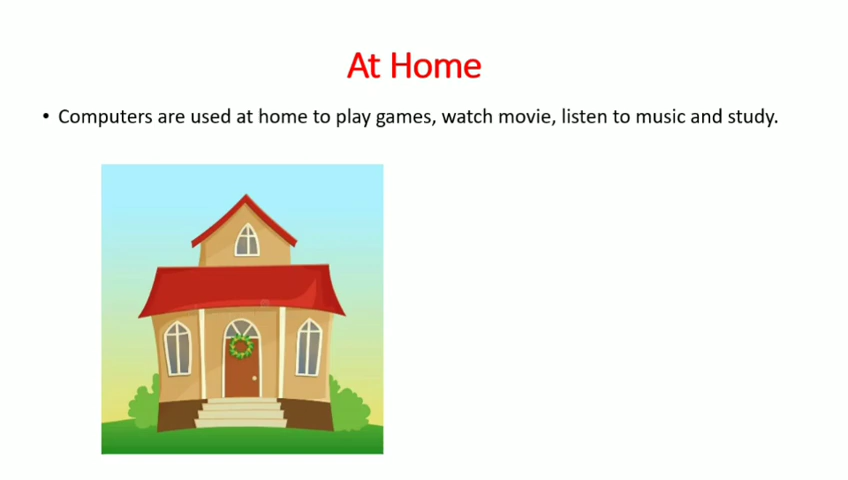 At Home
• Computers are used at home to play games, watch movie, listen to music and study.